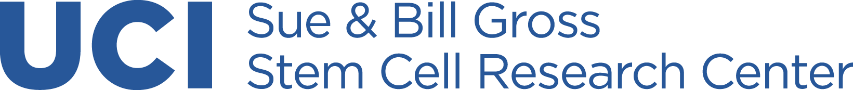 UCI
Sue & Bill Gross
Stem Cell Research Center